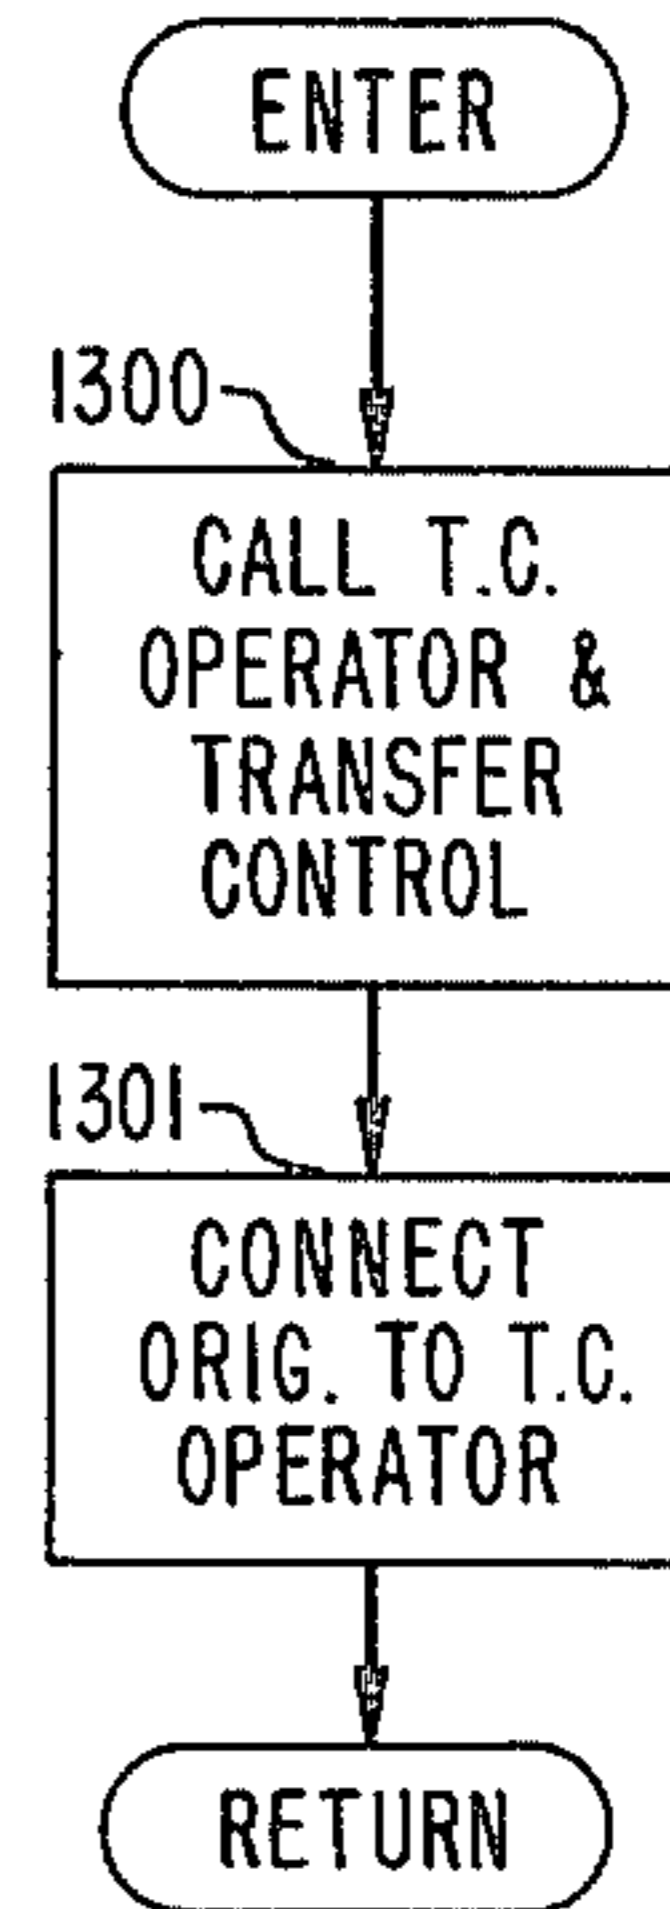 ENTER
1300
CALL T.C.
OPERATOR &
TRANSFER
CONTROL
1301
CONNECT
ORIG. TO T.C.
OPERATOR
RETURN